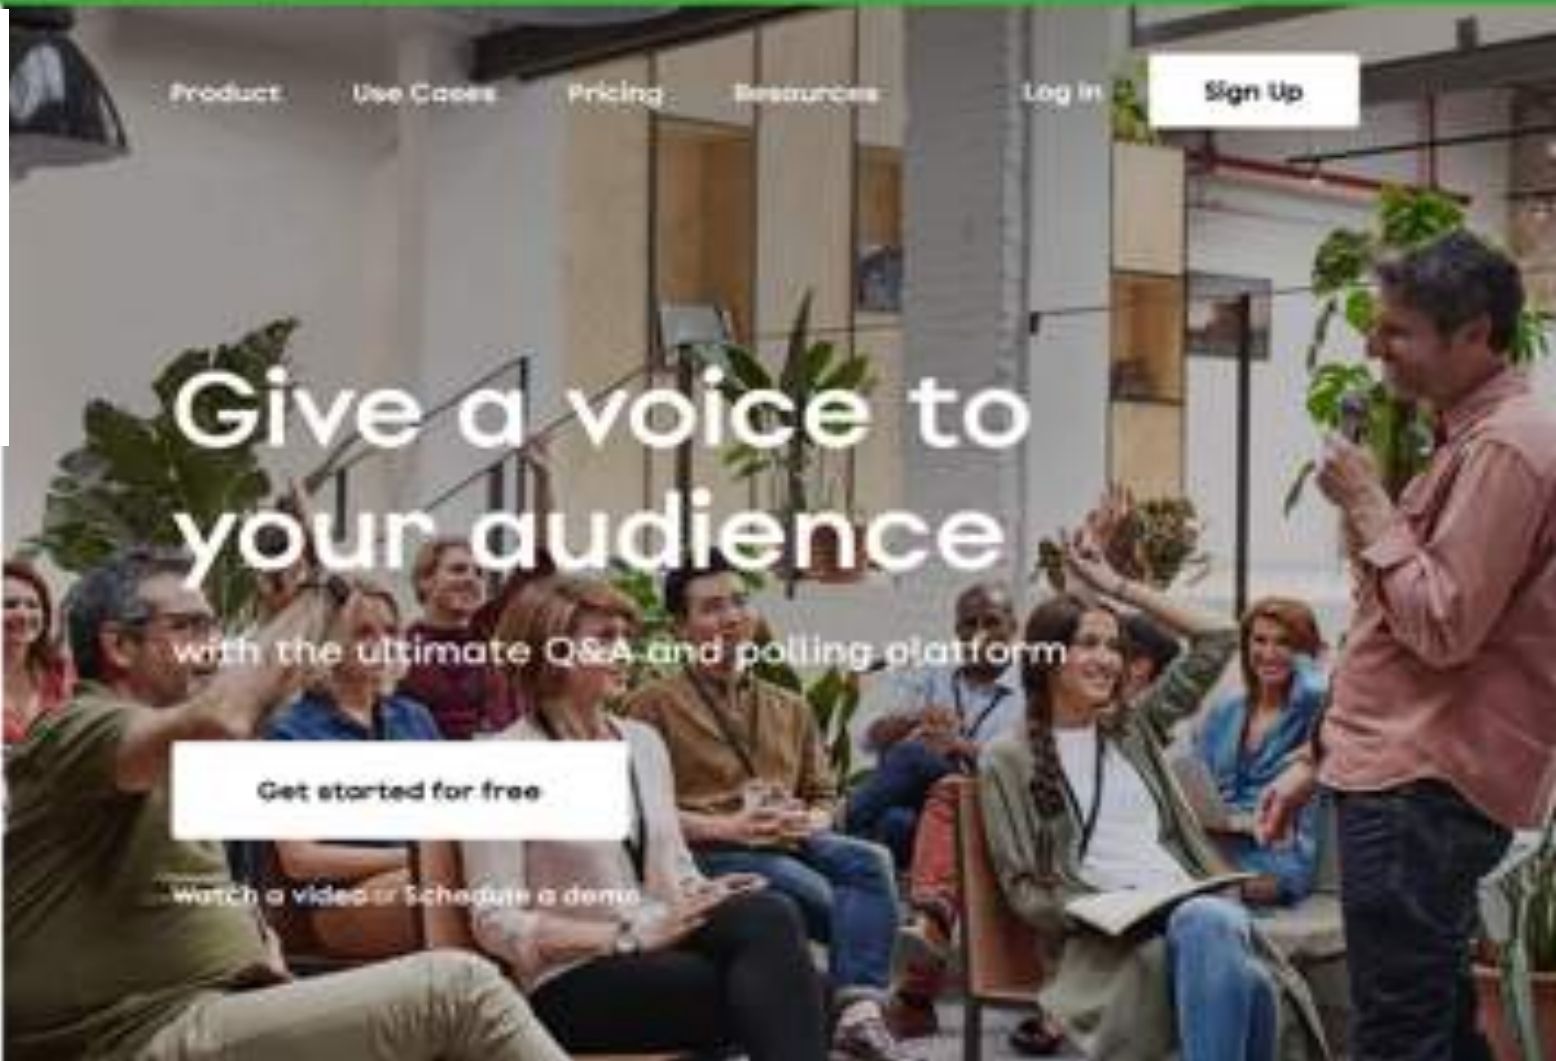 Product Use Cases Pricing Resources Log In Sign Up
Give a voice to
your audience
with the ultimate Q&A and polling platform
Get started for free
Watch a video or Schedule a demo